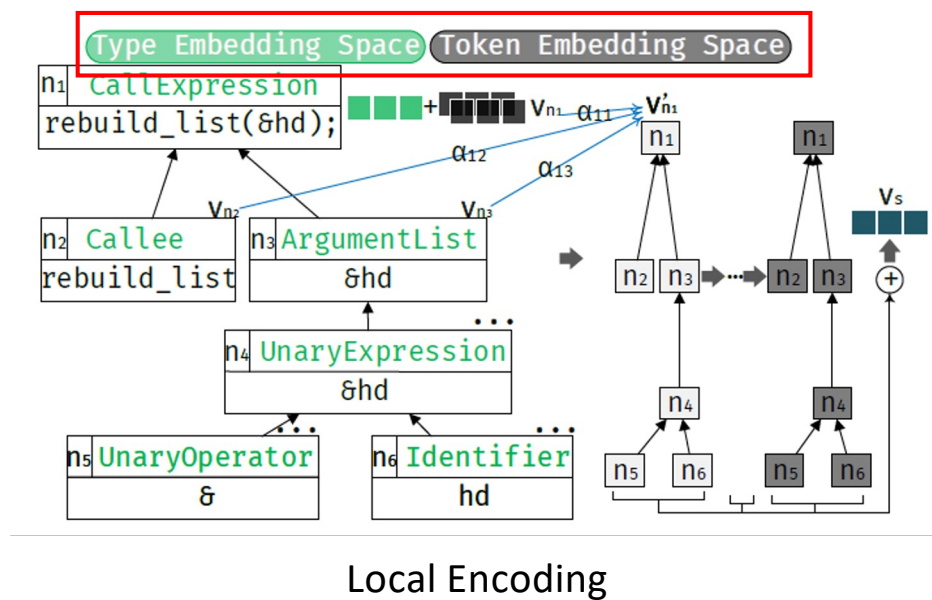 Type Embedding Space Token Embedding Space
n1 CallExpression
rebuild_list(&hd);
+ vn1 α11 v'n1
α12
α13
n1 n1
vn2 vn3
vs
n2 Callee
rebuild_list
n3 ArgumentList
&hd
n2 n3 ... n2 n3 +
...
n4 UnaryExpression
&hd
n4 n4
...
n5 UnaryOperator
&
...
n6 Identifier
hd
n5 n6 n5 n6
Local Encoding